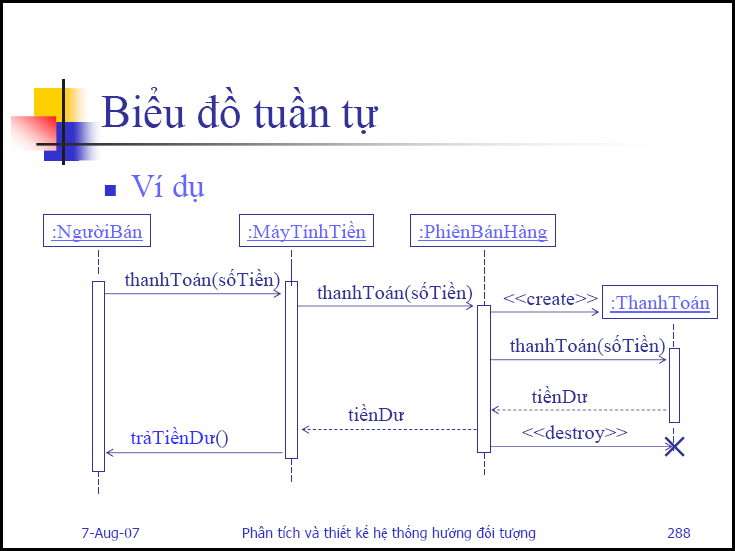 Biểu đồ tuần tự
Ví dụ
:NgườiBán
:MáyTínhTiền
:PhiênBánHàng
thanhToán(sốTiền)
thanhToán(sốTiền)
<<create>>
:ThanhToán
thanhToán(sốTiền)
tiềnDư
tiềnDư
<<destroy>>
trảTiềnDư()
7-Aug-07
Phân tích và thiết kế hệ thống hướng đối tượng
288